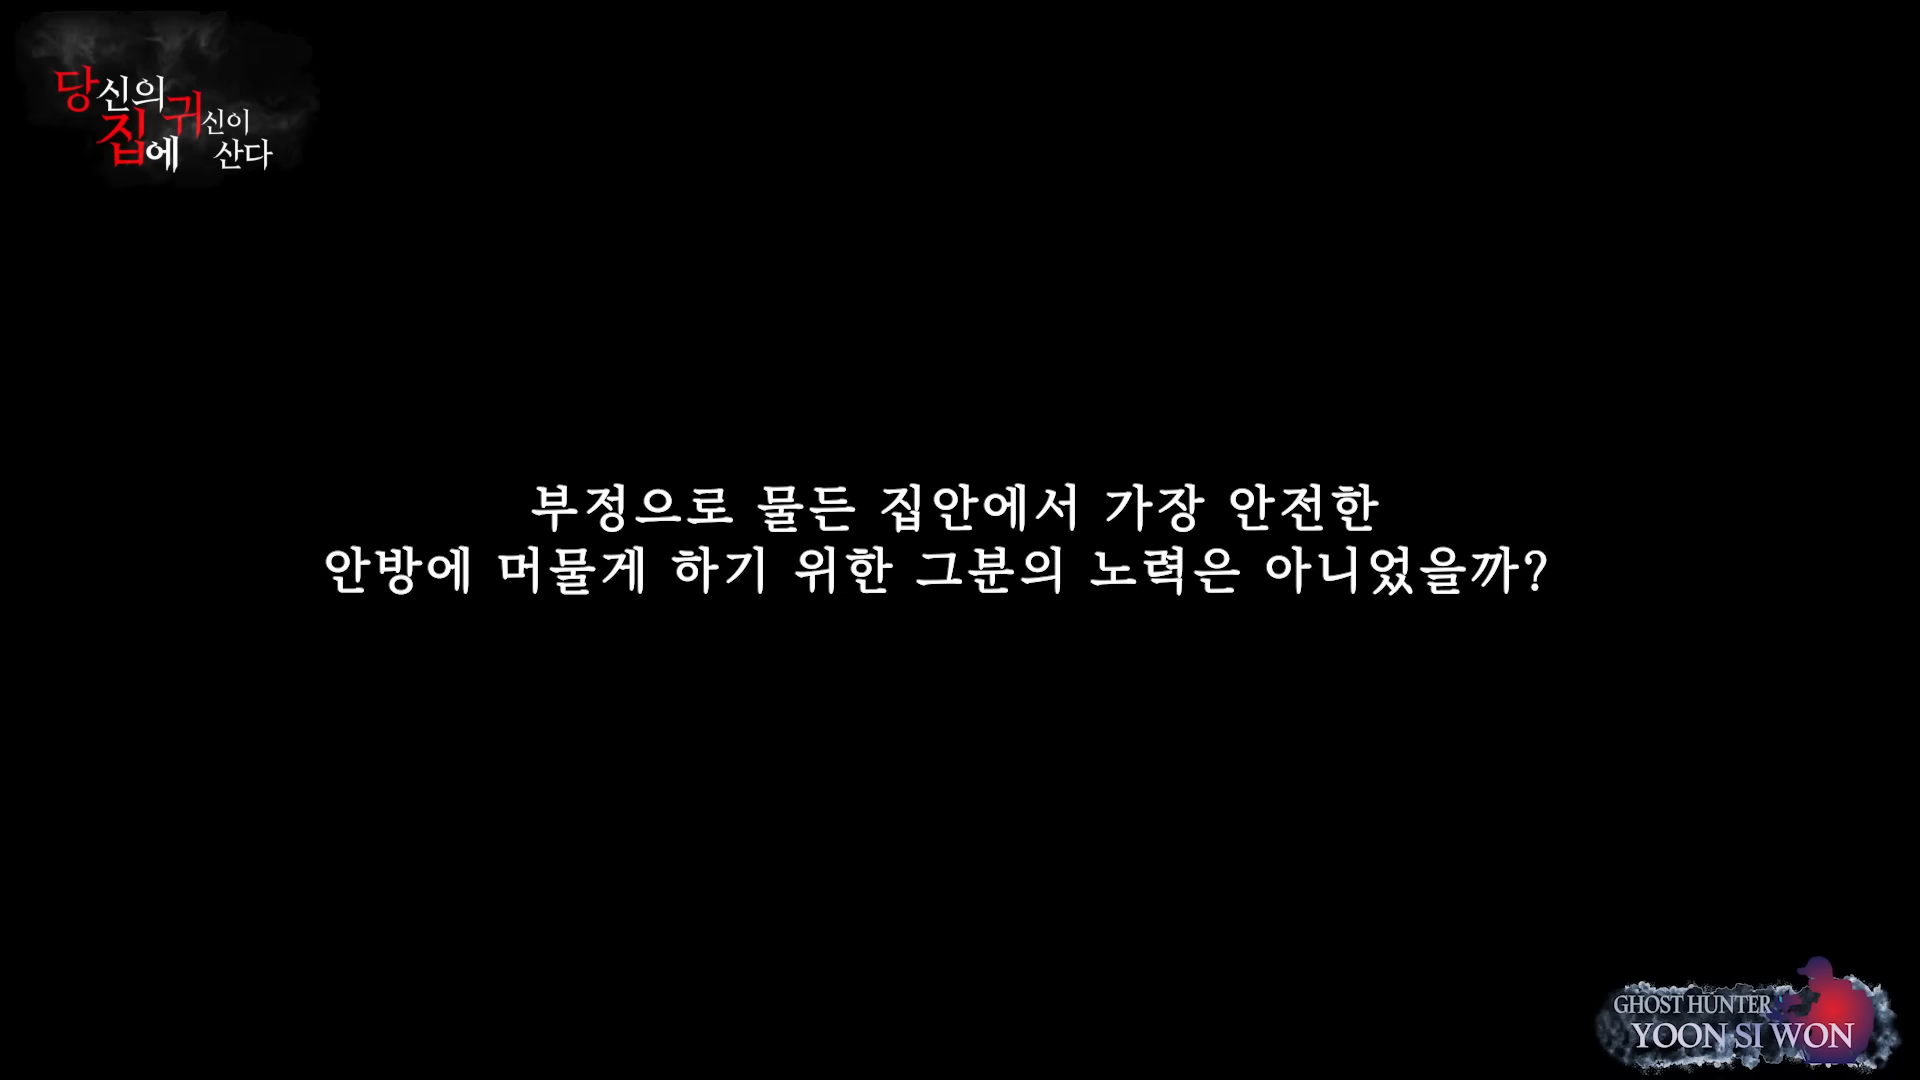 당신의
집에 귀신이
산다
부정으로 물든 집안에서 가장 안전한
안방에 머물게 하기 위한 그분의 노력은 아니었을까?
GHOST HUNTER
YOON SI WON